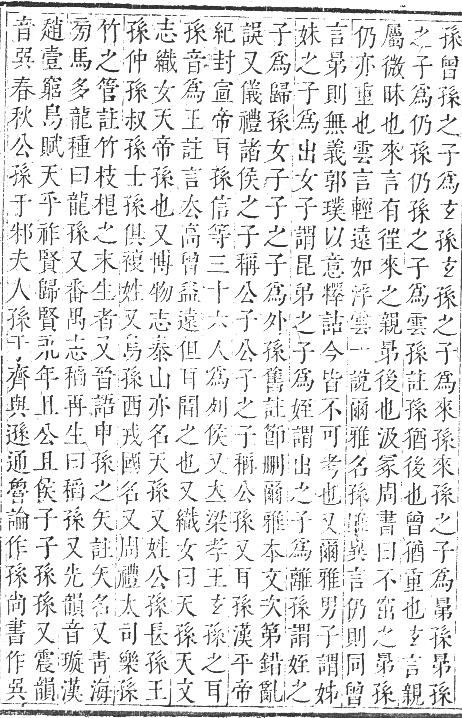 孫曾孫之子爲玄孫玄孫之子爲來孫來孫之子爲晜孫晜孫
之子爲仍孫仍孫之子爲雲孫註孫猶後也曾猶重也玄言親
屬微昧也來言有徃來之親晜後也汲冢周書曰不窋之晜孫
仍亦重也雲言輕遠如浮雲一說爾雅名孫異言仍則同曾
言晜則無義郭璞以意釋詁今皆不可考也又爾雅男子謂姊
妹之子爲出女子謂昆弟之子爲姪謂出之子爲離孫謂姪之
子爲歸孫女子子之子爲外孫舊註節刪爾雅本文次第錯亂
誤又儀禮諸侯之子稱公子公子之子稱公孫又耳孫漢平帝
紀封宣帝耳孫信等三十六人爲列侯又大梁孝王玄孫之耳
孫音爲王註言公高曾益遠但耳聞之也又織女曰天孫天文
志織女天帝孫也又博物志泰山亦名天孫又姓公孫長孫王
孫仲孫叔孫士孫俱複姓又烏孫西戎國名又周禮大司樂孫
竹之管註竹枝根之末生者又晉語申孫之矢註矢名又靑海
芻馬多龍種曰龍孫又番禺志稻再生曰稻孫又先韻音璇漢
趙壹窮鳥賦天乎祚賢歸賢永年且公且侯子子孫孫又震韻
音巽春秋公孫于邾夫人孫于齊與遜通魯論作孫尚書作巽